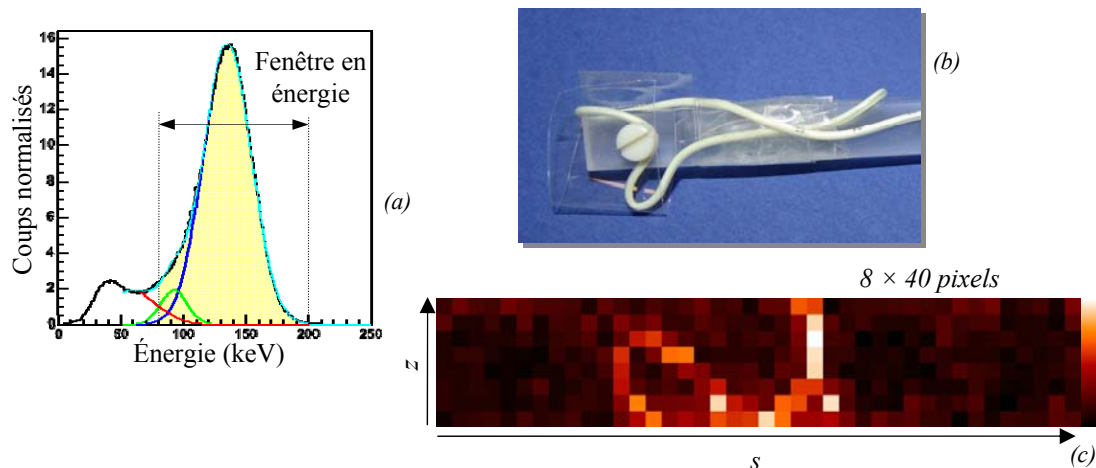 16
14
12
10
8
6
4
2
0
Coups normalisés
Fenêtre en
énergie
0 50 100 150 200 250
Énergie (keV)
(a)
(b)
8 × 40 pixels
z
s
(c)